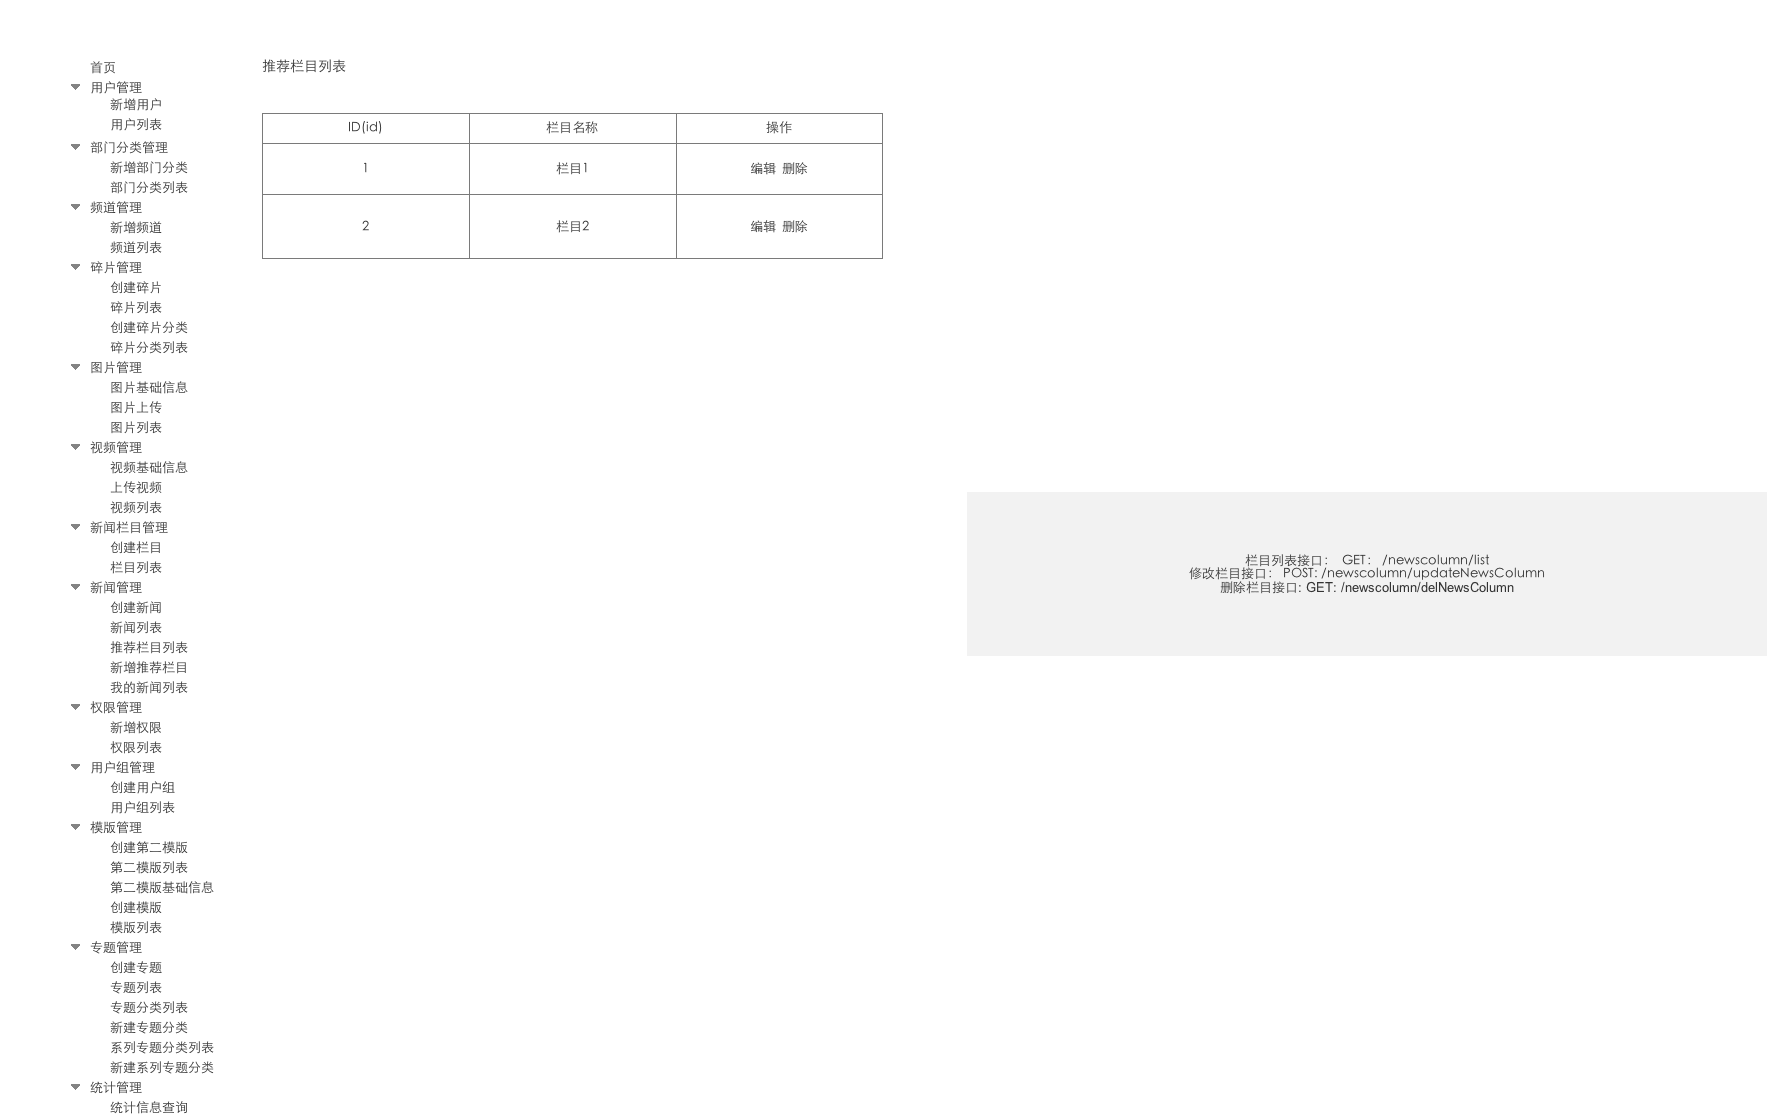 首页
用户管理
新增用户
用户列表
部门分类管理
新增部门分类
部门分类列表
频道管理
新增频道
频道列表
碎片管理
创建碎片
碎片列表
创建碎片分类
碎片分类列表
图片管理
图片基础信息
图片上传
图片列表
视频管理
视频基础信息
上传视频
视频列表
新闻栏目管理
创建栏目
栏目列表
新闻管理
创建新闻
新闻列表
推荐栏目列表
新增推荐栏目
我的新闻列表
权限管理
新增权限
权限列表
用户组管理
创建用户组
用户组列表
模版管理
创建第二模版
第二模版列表
第二模版基础信息
创建模版
模版列表
专题管理
创建专题
专题列表
专题分类列表
新建专题分类
系列专题分类列表
新建系列专题分类
统计管理
统计信息查询
推荐栏目列表
ID(id) 栏目名称 操作
1 栏目1 编辑 删除
2 栏目2 编辑 删除
栏目列表接口： GET： /newscolumn/list
修改栏目接口： POST: /newscolumn/updateNewsColumn
删除栏目接口: GET: /newscolumn/delNewsColumn